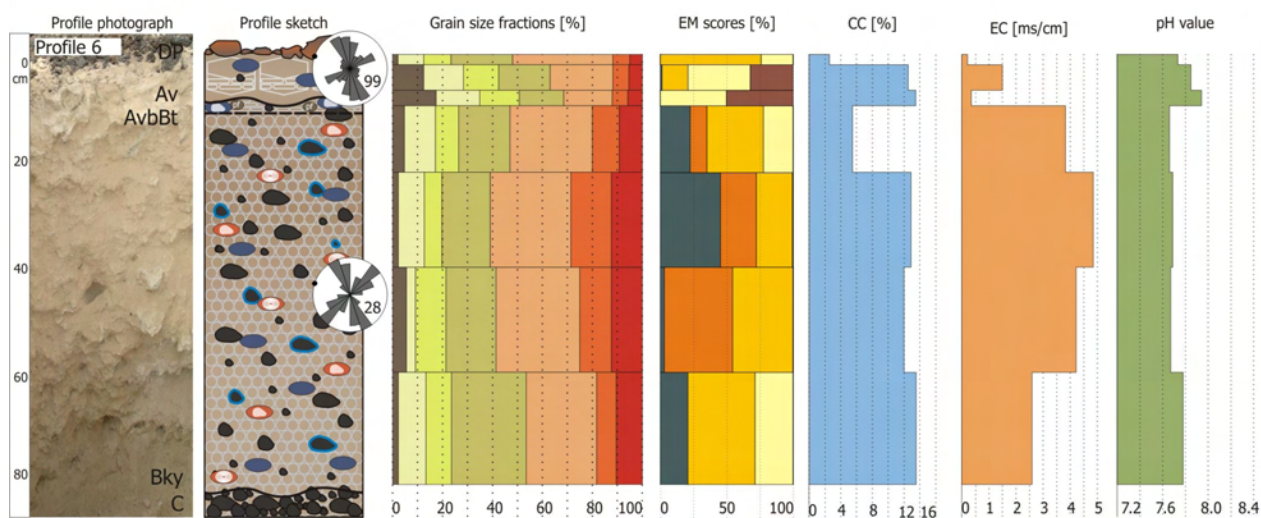 Profile photograph
Profile sketch
Grain size fractions [%]
EM scores [%]
CC [%]
EC [ms/cm]
pH value
Profile 6
DP
0
cm
Av
AvbBt
20
40
60
80
Bky
C
99
28
0 20 40 60 80 100
0 50 100
0 4 8 12 16
0 1 2 3 4 5
7.2 7.6 8.0 8.4